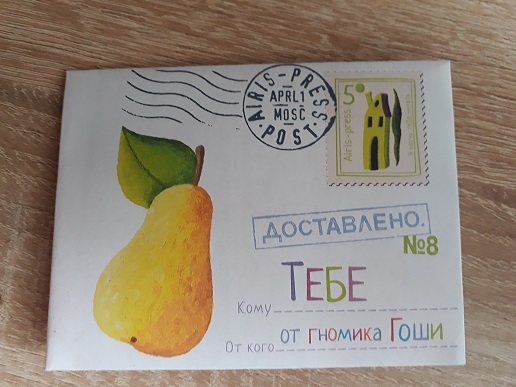 AIRIS-PRESS
APRL1
MOSC
POST
5
Airis-press
ДОСТАВЛЕНО.
№8
Кому ТЕБЕ
От кого от гномика Гоши